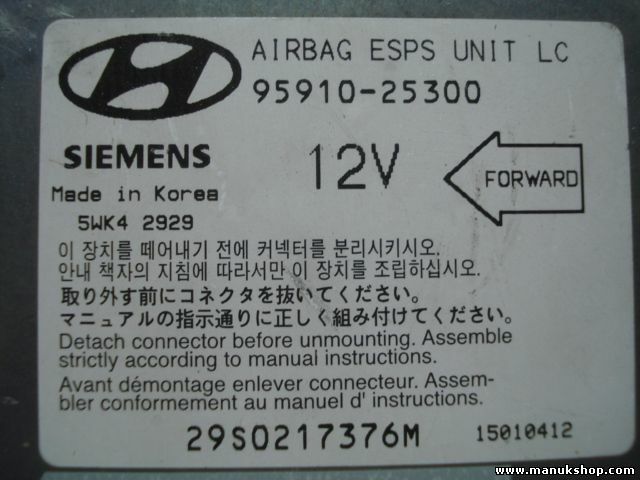 AIRBAG ESPS UNIT LC
95910-25300
SIEMENS
12V
FORWARD
Made in Korea
5WK4 2929
이 장치를 떼어내기 전에 커넥터를 분리시키시오.
안내 책자의 지침에 따라서만 이 장치를 조립하십시오.
取り外す前にコネクタを抜いてください。
マニュアルの指示通りに正しく組み付けてください。
Detach connector before unmounting. Assemble
strictly according to manual instructions.
Avant démontage enlever connecteur. Assem-
bler conformement au manuel d' instructions.
29S0217376M
15010412
www.manukshop.com